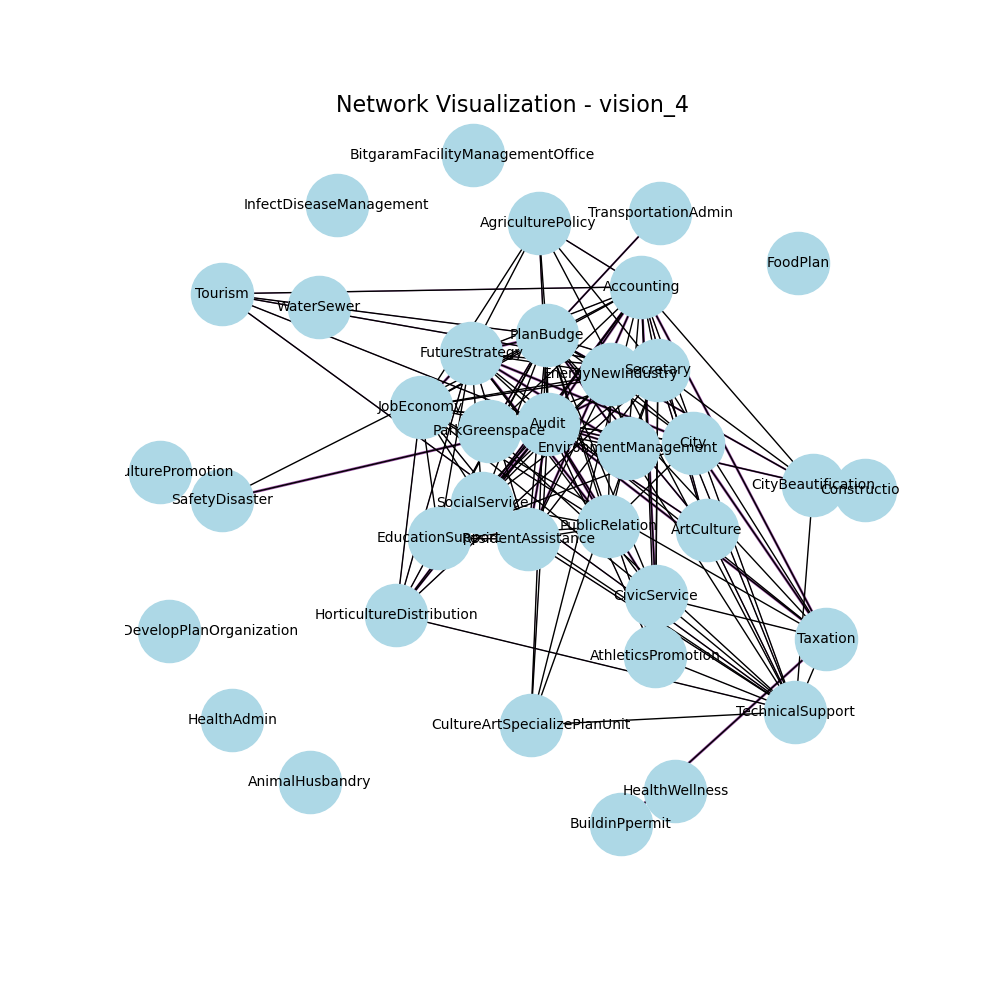 Network Visualization - vision_4
BitgaramFacilityManagementOffice
InfectDiseaseManagement
AgriculturePolicy
TransportationAdmin
FoodPlan
Tourism
WaterSewer
Accounting
PlanBudge
FutureStrategy
EnergyNewIndustry
Secretary
JobEconomy
ParkGreenspace
Audit
EnvironmentManagement
City
ulturePromotion
SafetyDisaster
CityBeautification
Constructio
SocialService
EducationSupport
ResidentAssistance
PublicRelation
ArtCulture
CivicService
HorticultureDistribution
DevelopPlanOrganization
Taxation
AthleticsPromotion
HealthAdmin
CultureArtSpecializePlanUnit
TechnicalSupport
AnimalHusbandry
HealthWellness
BuildinPpermit